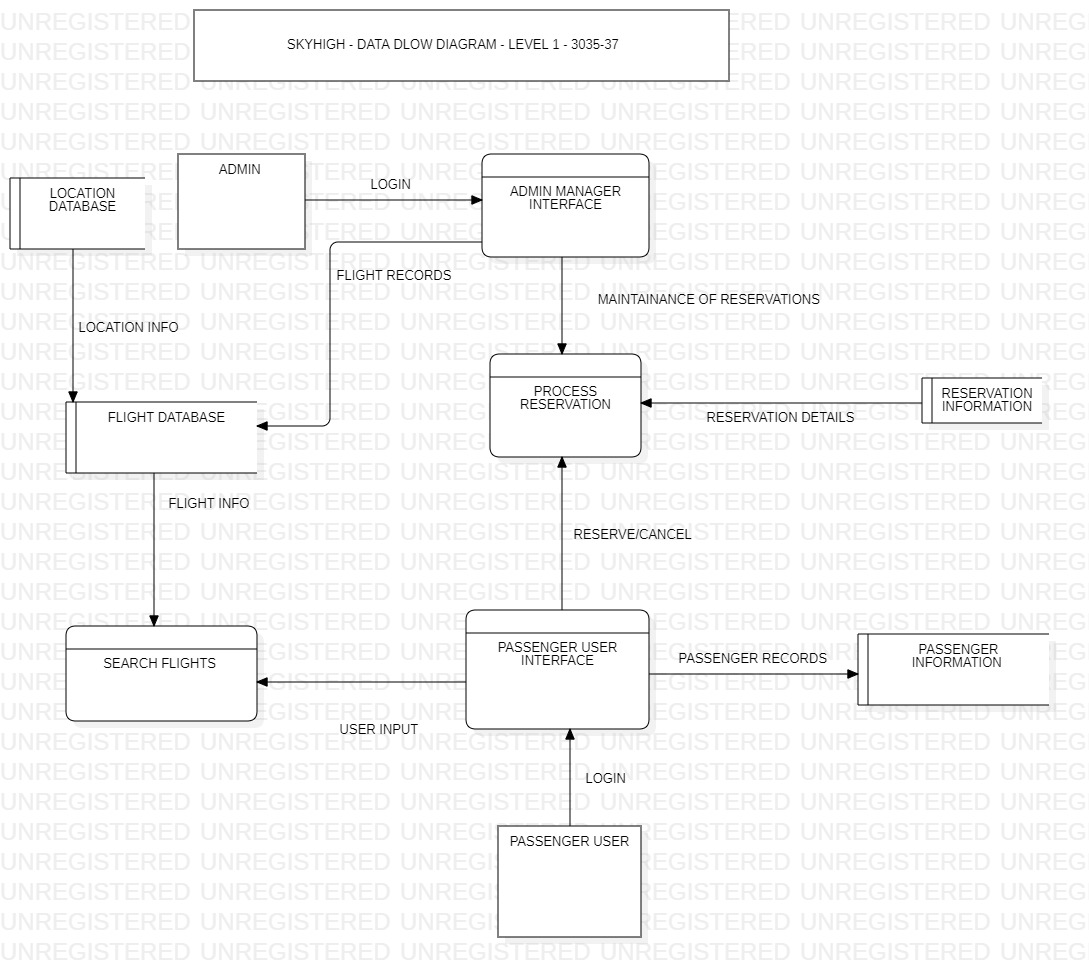 SKYHIGH - DATA DLOW DIAGRAM - LEVEL 1 - 3035-37
ADMIN
LOGIN
LOCATION
DATABASE
ADMIN MANAGER
INTERFACE
FLIGHT RECORDS
MAINTAINANCE OF RESERVATIONS
LOCATION INFO
PROCESS
RESERVATION
RESERVATION
INFORMATION
FLIGHT DATABASE
RESERVATION DETAILS
FLIGHT INFO
RESERVE/CANCEL
SEARCH FLIGHTS
PASSENGER USER
INTERFACE
PASSENGER RECORDS
PASSENGER
INFORMATION
USER INPUT
LOGIN
PASSENGER USER
UNREGISTERED